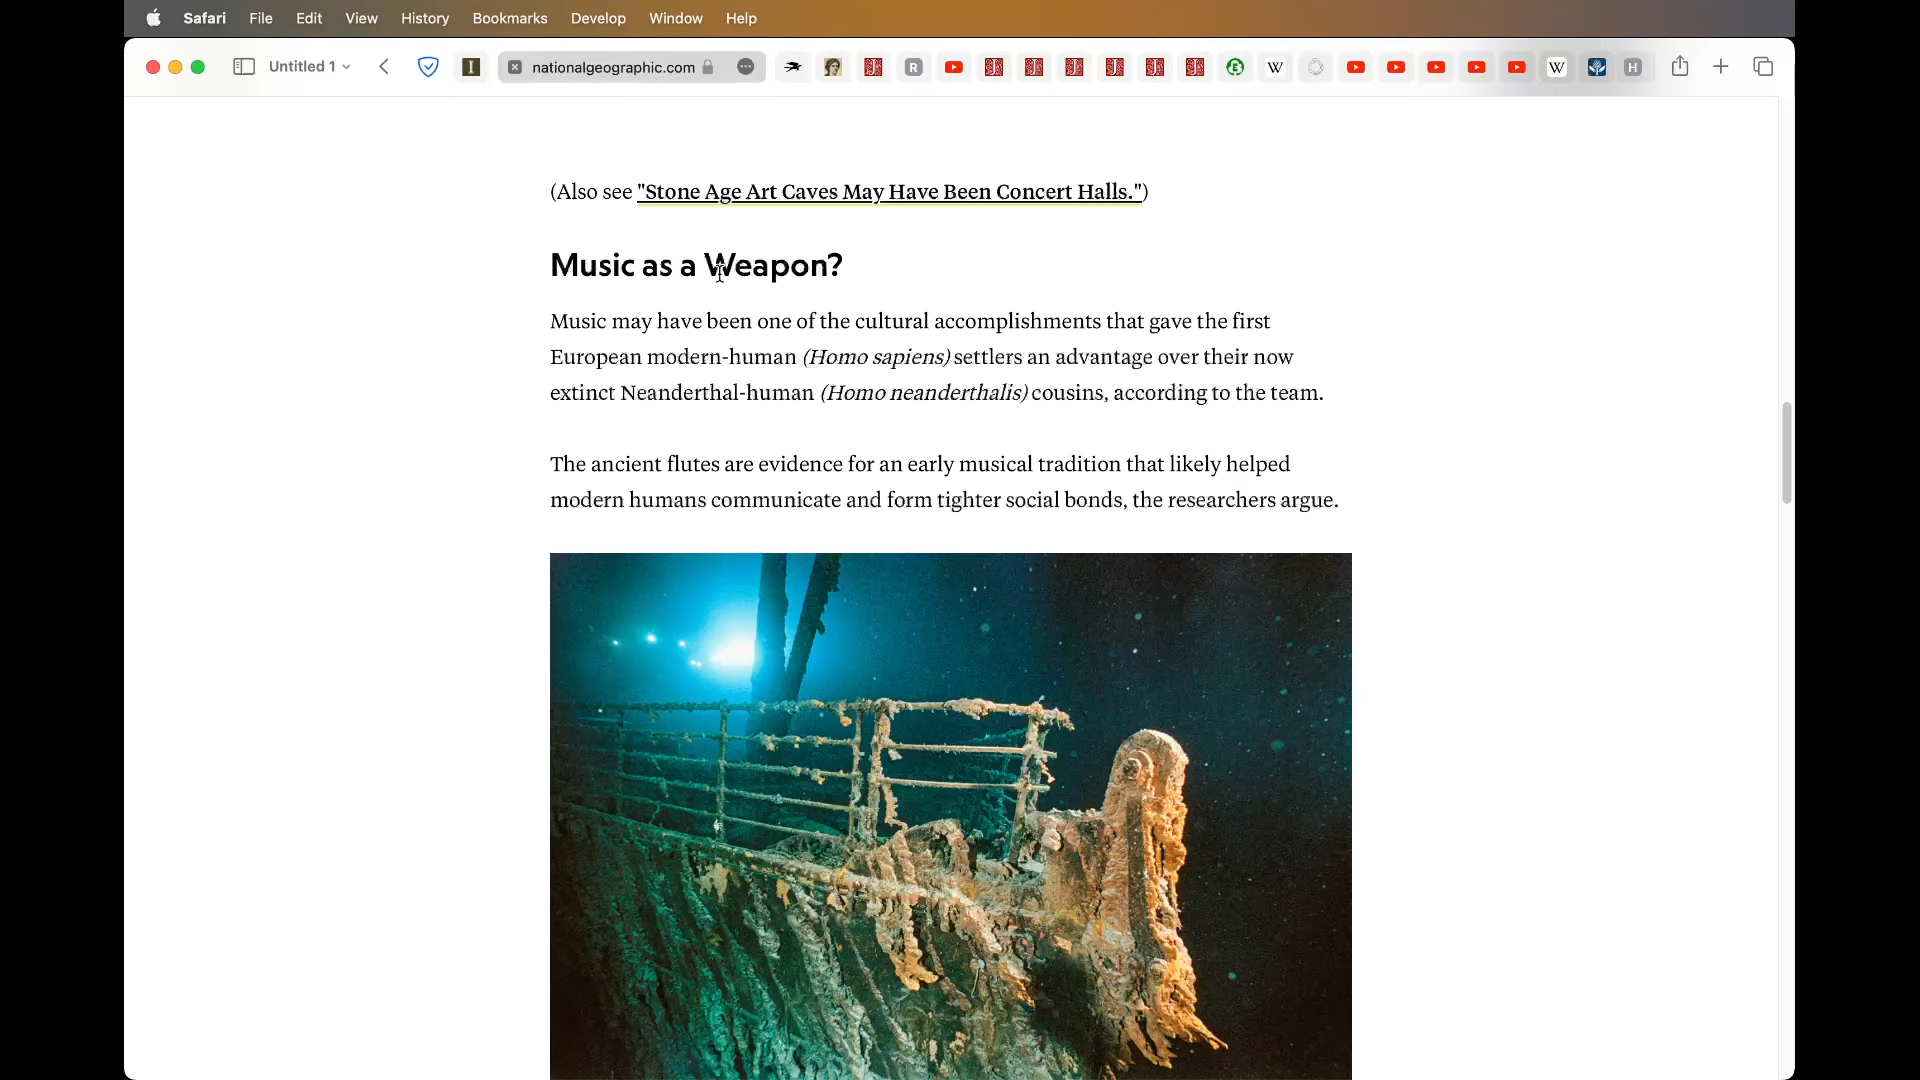 Safari File Edit View History Bookmarks Develop Window Help
Untitled 1 nationalgeographic.com
(Also see "Stone Age Art Caves May Have Been Concert Halls.")
Music as a Weapon?
Music may have been one of the cultural accomplishments that gave the first
European modern-human (Homo sapiens) settlers an advantage over their now
extinct Neanderthal-human (Homo neanderthalis) cousins, according to the team.
The ancient flutes are evidence for an early musical tradition that likely helped
modern humans communicate and form tighter social bonds, the researchers argue.